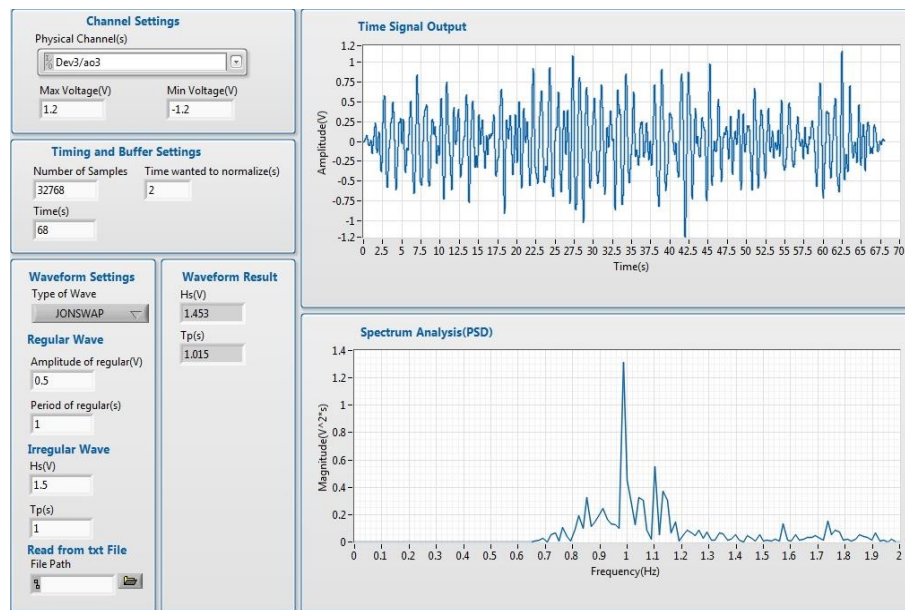 Channel Settings
Physical Channel(s)
Dev3/ao3
Max Voltage(V) Min Voltage(V)
1.2 -1.2
Timing and Buffer Settings
Number of Samples Time wanted to normalize(s)
32768 2
Time(s)
68
Waveform Settings
Type of Wave
JONSWAP
Regular Wave
Amplitude of regular(V)
0.5
Period of regular(s)
1
Irregular Wave
Hs(V)
1.5
Tp(s)
1
Read from txt File
File Path
Waveform Result
Hs(V)
1.453
Tp(s)
1.015
Time Signal Output
Amplitude(V)
1.2
1
0.75
0.5
0.25
0
-0.25
-0.5
-0.75
-1
-1.2
0 2.5 5 7.5 10 12.5 15 17.5 20 22.5 25 27.5 30 32.5 35 37.5 40 42.5 45 47.5 50 52.5 55 57.5 60 62.5 65 67.5 70
Time(s)
Spectrum Analysis(PSD)
Magnitude(V^2*s)
1.4
1.2
1
0.8
0.6
0.4
0.2
0
0 0.1 0.2 0.3 0.4 0.5 0.6 0.7 0.8 0.9 1 1.1 1.2 1.3 1.4 1.5 1.6 1.7 1.8 1.9 2
Frequency(Hz)